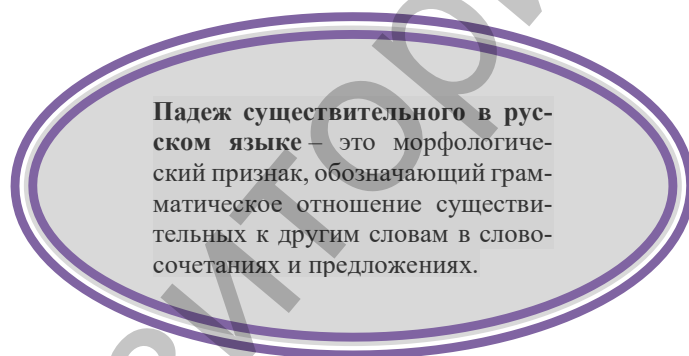 Падеж существительного в рус-
ском языке – это морфологиче-
ский признак, обозначающий грам-
матическое отношение существи-
тельных к другим словам в слово-
сочетаниях и предложениях.